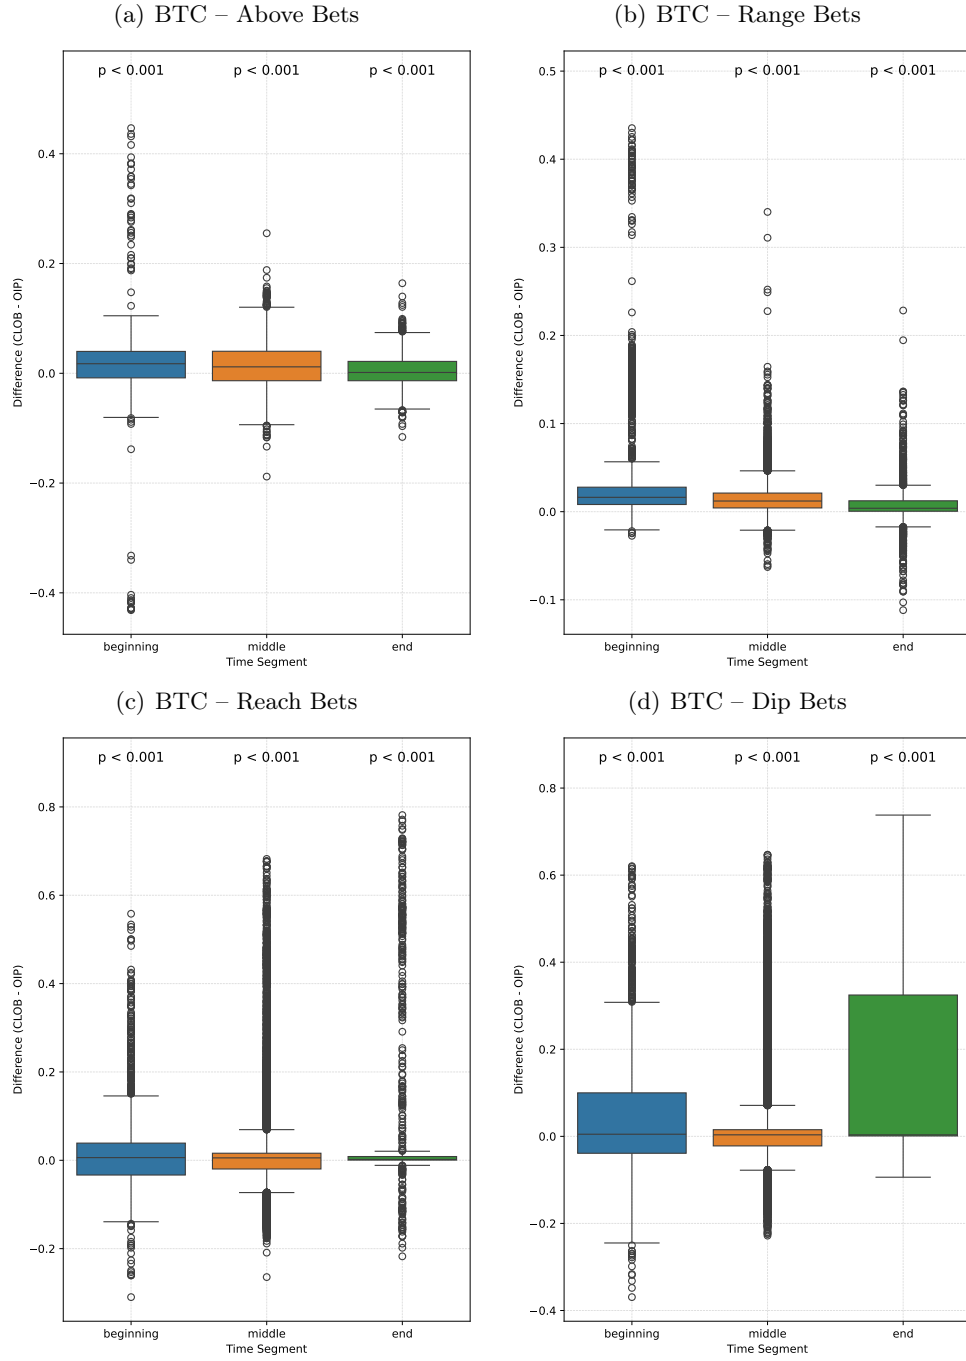 (a) BTC – Above Bets
p < 0.001 p < 0.001 p < 0.001
0.4
0.2
0.0
−0.2
−0.4
Difference (CLOB - OIP)
beginning middle end
Time Segment
(b) BTC – Range Bets
p < 0.001 p < 0.001 p < 0.001
0.5
0.4
0.3
0.2
0.1
0.0
−0.1
Difference (CLOB - OIP)
beginning middle end
Time Segment
(c) BTC – Reach Bets
p < 0.001 p < 0.001 p < 0.001
0.8
0.6
0.4
0.2
0.0
−0.2
Difference (CLOB - OIP)
beginning middle end
Time Segment
(d) BTC – Dip Bets
p < 0.001 p < 0.001 p < 0.001
0.8
0.6
0.4
0.2
0.0
−0.2
−0.4
Difference (CLOB - OIP)
beginning middle end
Time Segment